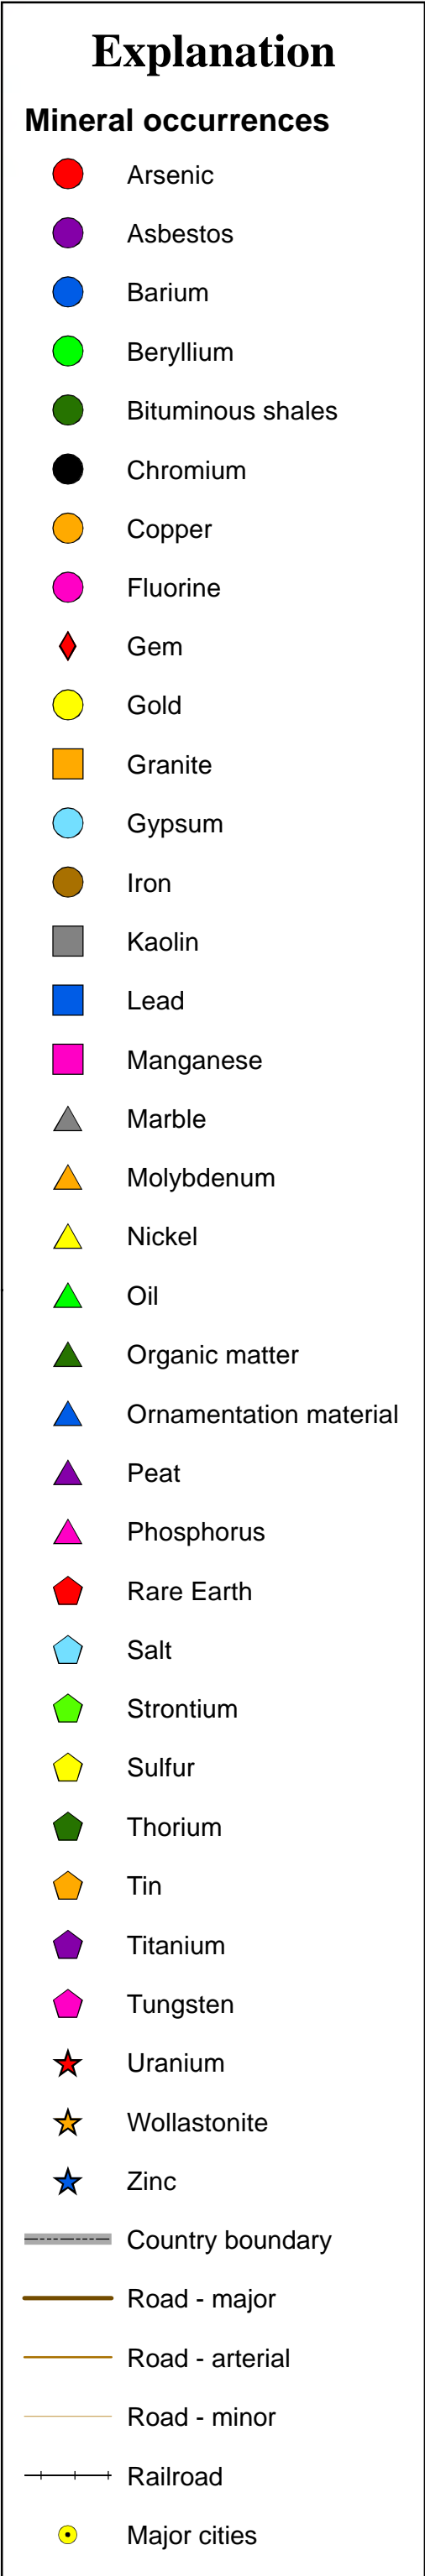 Explanation
Mineral occurrences
Arsenic
Asbestos
Barium
Beryllium
Bituminous shales
Chromium
Copper
Fluorine
Gem
Gold
Granite
Gypsum
Iron
Kaolin
Lead
Manganese
Marble
Molybdenum
Nickel
Oil
Organic matter
Ornamentation material
Peat
Phosphorus
Rare Earth
Salt
Strontium
Sulfur
Thorium
Tin
Titanium
Tungsten
Uranium
Wollastonite
Zinc
Country boundary
Road - major
Road - arterial
Road - minor
Railroad
Major cities